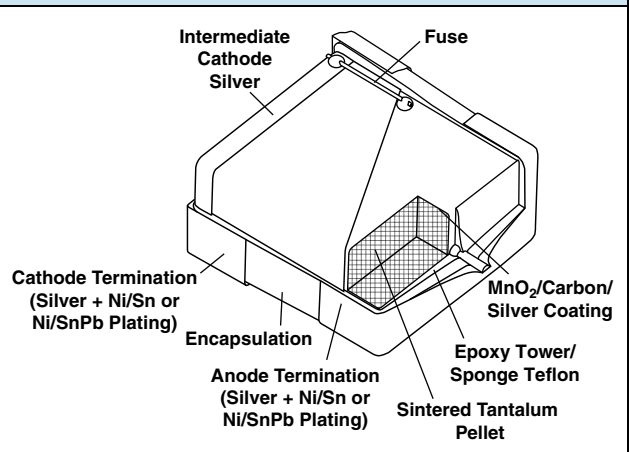 Intermediate
Cathode
Silver
Fuse
Cathode Termination
(Silver + Ni/Sn or
Ni/SnPb Plating)
Encapsulation
Anode Termination
(Silver + Ni/Sn or
Ni/SnPb Plating)
MnO₂/Carbon/
Silver Coating
Epoxy Tower/
Sponge Teflon
Sintered Tantalum
Pellet